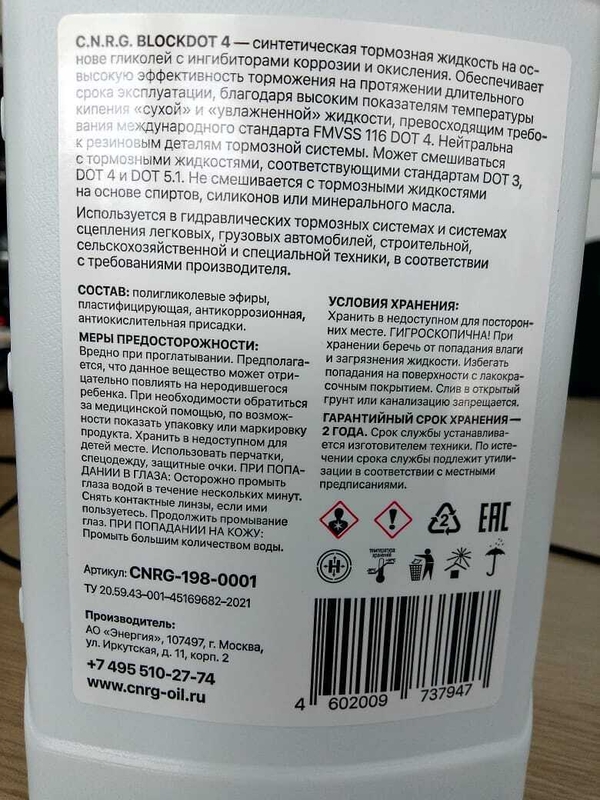 C.N.R.G. BLOCKDOT 4 — синтетическая тормозная жидкость на ос-
нове гликолей с ингибиторами коррозии и окисления. Обеспечивает
высокую эффективность торможения на протяжении длительного
срока эксплуатации, благодаря высоким показателям температуры
кипения «сухой» и «увлажненной» жидкости, превосходящим требо-
вания международного стандарта FMVSS 116 DOT 4. Нейтральна
к резиновым деталям тормозной системы. Может смешиваться
с тормозными жидкостями, соответствующими стандартам DOT 3,
DOT 4 и DOT 5.1. Не смешивается с тормозными жидкостями
на основе спиртов, силиконов или минерального масла.
Используется в гидравлических тормозных системах и системах
сцепления легковых, грузовых автомобилей, строительной,
сельскохозяйственной и специальной техники, в соответствии
с требованиями производителя.
СОСТАВ: полигликолевые эфиры,
пластифицирующая, антикоррозионная,
антиокислительная присадки.
МЕРЫ ПРЕДОСТОРОЖНОСТИ:
Вредно при проглатывании. Предполага-
ется, что данное вещество может отри-
цательно повлиять на неродившегося
ребенка. При необходимости обратиться
за медицинской помощью, по возмож-
ности показать упаковку или маркировку
продукта. Хранить в недоступном для
детей месте. Использовать перчатки,
спецодежду, защитные очки. ПРИ ПОПА-
ДАНИИ В ГЛАЗА: Осторожно промыть
глаза водой в течение нескольких минут.
Снять контактные линзы, если ими
пользуетесь. Продолжить промывание
глаз. ПРИ ПОПАДАНИИ НА КОЖУ:
Промыть большим количеством воды.
УСЛОВИЯ ХРАНЕНИЯ:
Хранить в недоступном для посторон-
них месте. ГИГРОСКОПИЧНА! При
хранении беречь от попадания влаги
и загрязнения жидкости. Избегать
попадания на поверхности с лакокра-
сочным покрытием. Слив в открытый
грунт или канализацию запрещается.
ГАРАНТИЙНЫЙ СРОК ХРАНЕНИЯ —
2 ГОДА. Срок службы устанавлива-
ется изготовителем техники. По исте-
чении срока службы подлежит утили-
зации в соответствии с местными
предписаниями.
2
EAC
температура
хранения
Н
Артикул: CNRG-198-0001
ТУ 20.59.43–001–45169682–2021
Производитель:
АО «Энергия», 107497, г. Москва,
ул. Иркутская, д. 11, корп. 2
+7 495 510-27-74
www.cnrg-oil.ru
4 602009 737947